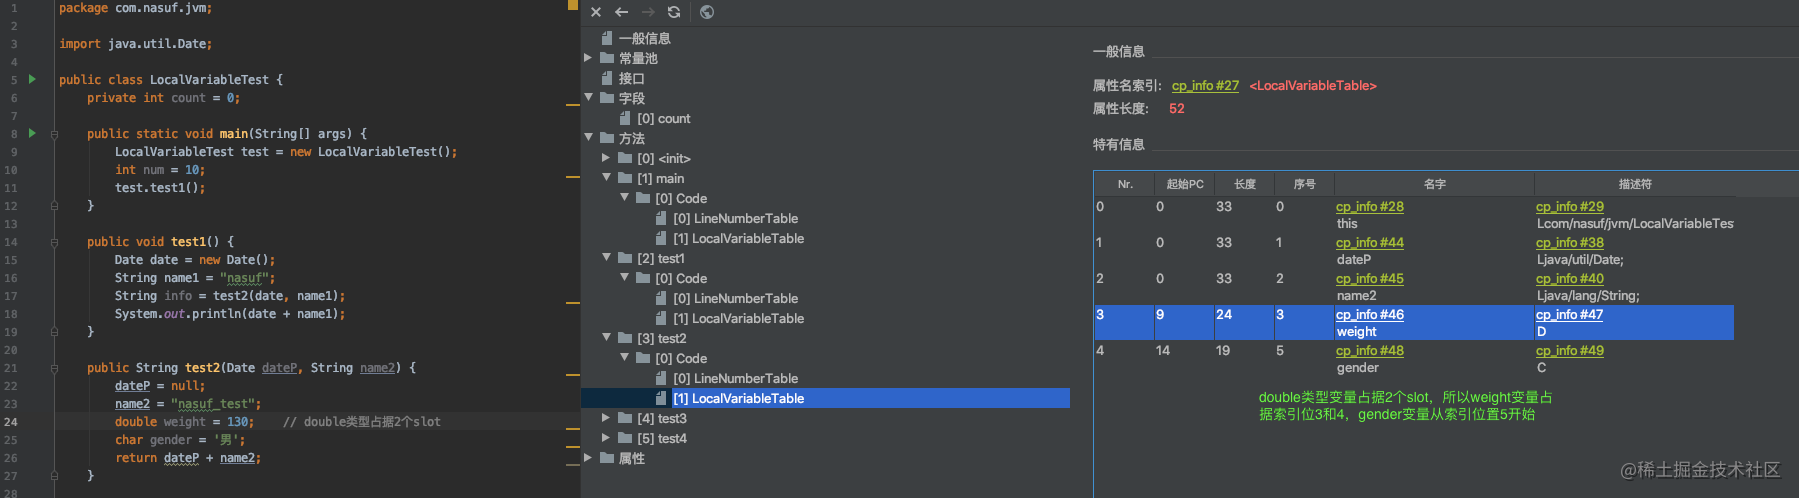 1 package com.nasuf.jvm;
2
3 import java.util.Date;
4
5 public class LocalVariableTest {
6 private int count = 0;
7
8 public static void main(String[] args) {
9 LocalVariableTest test = new LocalVariableTest();
10 int num = 10;
11 test.test1();
12 }
13
14 public void test1() {
15 Date date = new Date();
16 String name1 = "nasuf";
17 String info = test2(date, name1);
18 System.out.println(date + name1);
19 }
20
21 public String test2(Date dateP, String name2) {
22 dateP = null;
23 name2 = "nasuf_test";
24 double weight = 130; // double类型占据2个slot
25 char gender = '男';
26 return dateP + name2;
27 }
28
一般信息
常量池
接口
字段
[0] count
方法
[0] <init>
[1] main
[0] Code
[0] LineNumberTable
[1] LocalVariableTable
[2] test1
[0] Code
[0] LineNumberTable
[1] LocalVariableTable
[3] test2
[0] Code
[0] LineNumberTable
[1] LocalVariableTable
[4] test3
[5] test4
属性
一般信息
属性名索引: cp_info #27 <LocalVariableTable>
属性长度: 52
特有信息
Nr. 起始PC 长度 序号 名字 描述符
0 0 33 0 cp_info #28 cp_info #29
this Lcom/nasuf/jvm/LocalVariableTes
1 0 33 1 cp_info #44 cp_info #38
dateP Ljava/util/Date;
2 0 33 2 cp_info #45 cp_info #40
name2 Ljava/lang/String;
3 9 24 3 cp_info #46 cp_info #47
weight D
4 14 19 5 cp_info #48 cp_info #49
gender C
double类型变量占据2个slot，所以weight变量占
据索引位3和4，gender变量从索引位置5开始
@稀土掘金技术社区